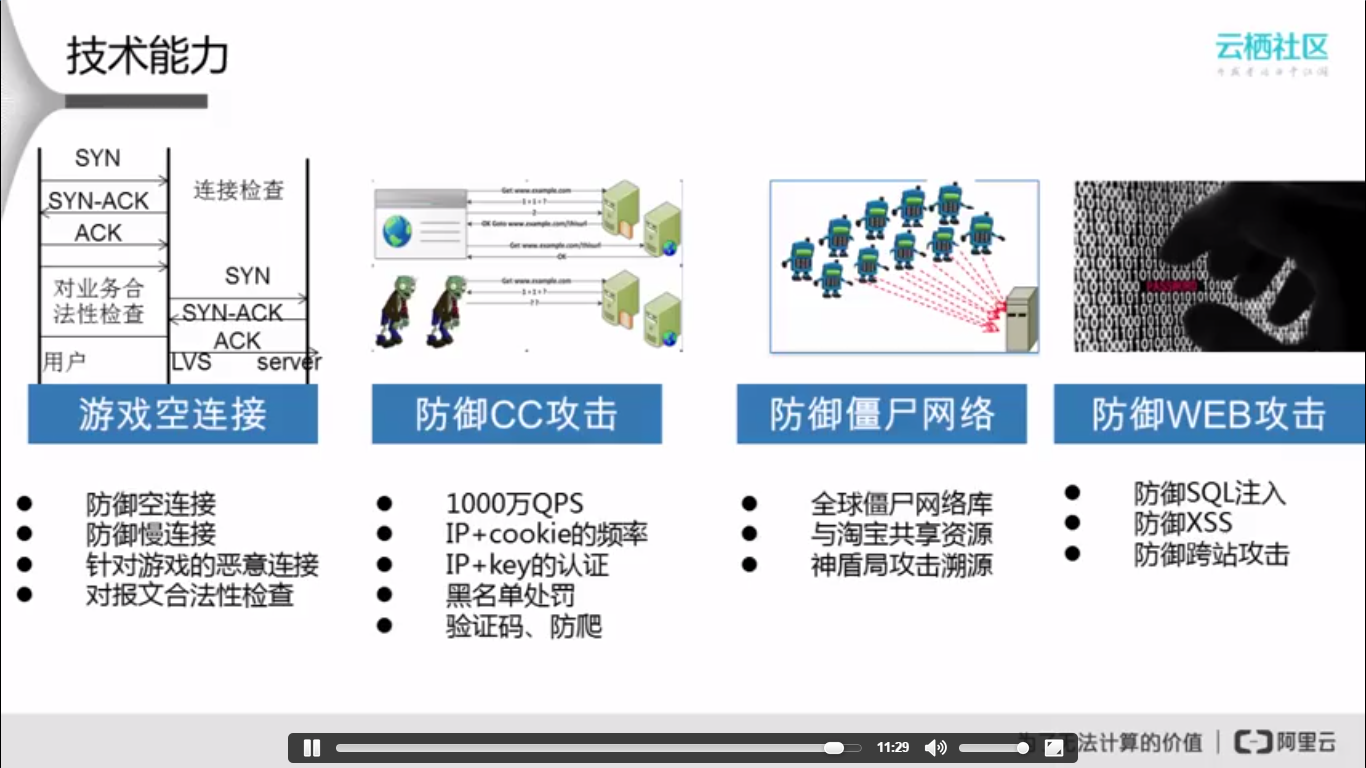 技术能力
云栖社区
SYN
SYN-ACK
ACK
连接检查
对业务合
法性检查
SYN
SYN-ACK
ACK
用户
LVS
server
Get www.example.com
1 + 1 = ?
2
OK Goto www.example.com/thisurl
Get www.example.com/thisurl
OK
Get www.example.com
1 + 1 = ?
? ?
PASSWORD
游戏空连接
防御CC攻击
防御僵尸网络
防御WEB攻击
防御空连接
防御慢连接
针对游戏的恶意连接
对报文合法性检查
1000万QPS
IP+cookie的频率
IP+key的认证
黑名单处罚
验证码、防爬
全球僵尸网络库
与淘宝共享资源
神盾局攻击溯源
防御SQL注入
防御XSS
防御跨站攻击
11:29
为了无法计算的价值
阿里云